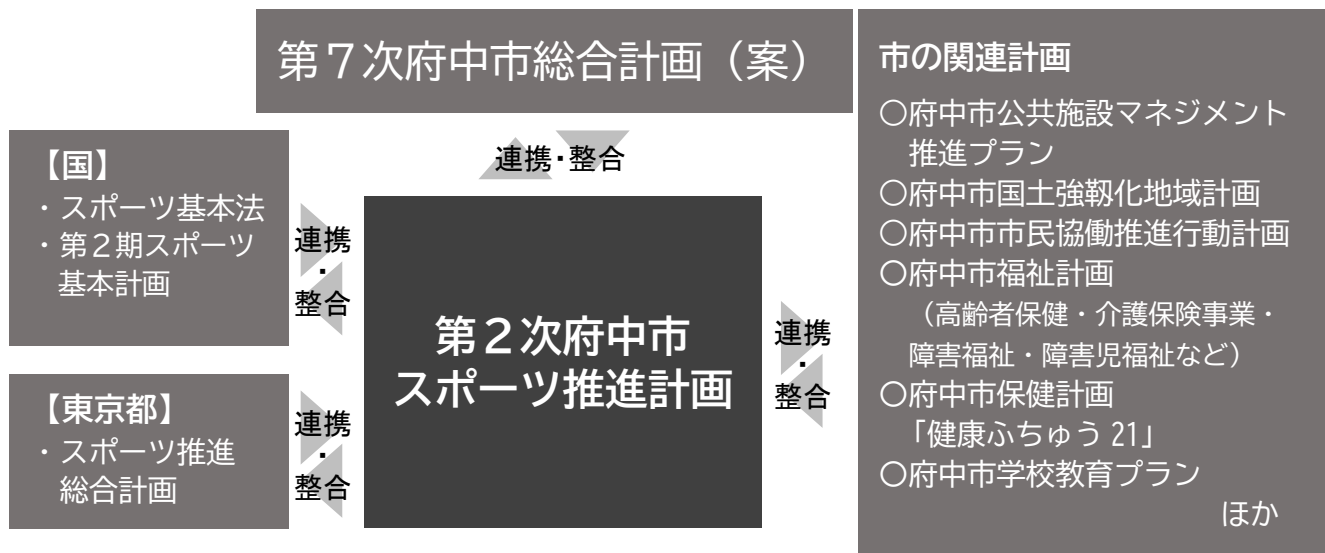 第７次府中市総合計画（案）
連携・整合
【国】
・スポーツ基本法
・第２期スポーツ
基本計画
連携
・
整合
【東京都】
・スポーツ推進
総合計画
連携
・
整合
第２次府中市
スポーツ推進計画
連携
・
整合
市の関連計画
○府中市公共施設マネジメント
推進プラン
○府中市国土強靱化地域計画
○府中市市民協働推進行動計画
○府中市福祉計画
（高齢者保健・介護保険事業・
障害福祉・障害児福祉など）
○府中市保健計画
「健康ふちゅう 21」
○府中市学校教育プラン
ほか